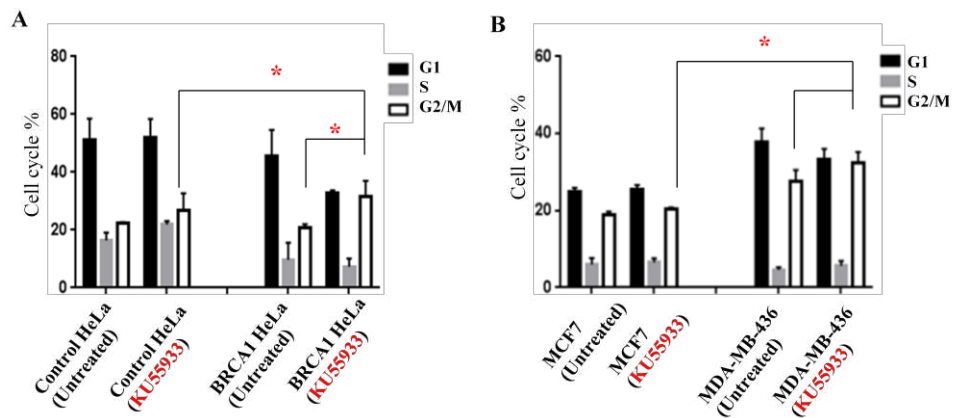 A
Cell cycle %
80
60
40
20
0
*
*
G1
S
G2/M
Control HeLa
(Untreated)
Control HeLa
(KU55933)
BRCA1 HeLa
(Untreated)
BRCA1 HeLa
(KU55933)
B
Cell cycle %
60
40
20
0
*
G1
S
G2/M
MCF7
(Untreated)
MCF7
(KU55933)
MDA-MB-436
(Untreated)
MDA-MB-436
(KU55933)